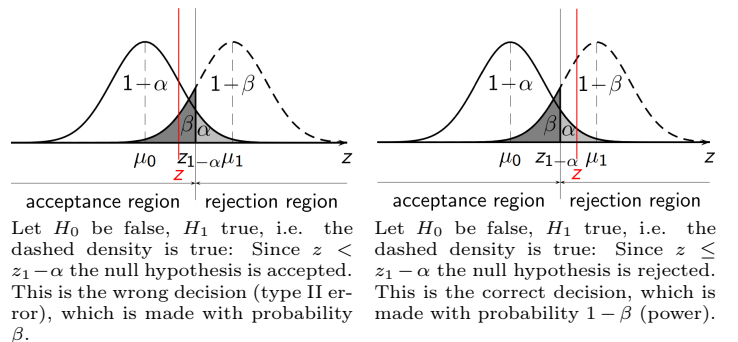 1−α 1−β
β α
μ0 z1−α μ1 z
z
acceptance region rejection region
Let H0 be false, H1 true, i.e. the
dashed density is true: Since z <
z1 − α the null hypothesis is accepted.
This is the wrong decision (type II er-
ror), which is made with probability
β.
1−α 1−β
β α
μ0 z1−α μ1 z
z
acceptance region rejection region
Let H0 be false, H1 true, i.e. the
dashed density is true: Since z ≤
z1 − α the null hypothesis is rejected.
This is the correct decision, which is
made with probability 1 − β (power).